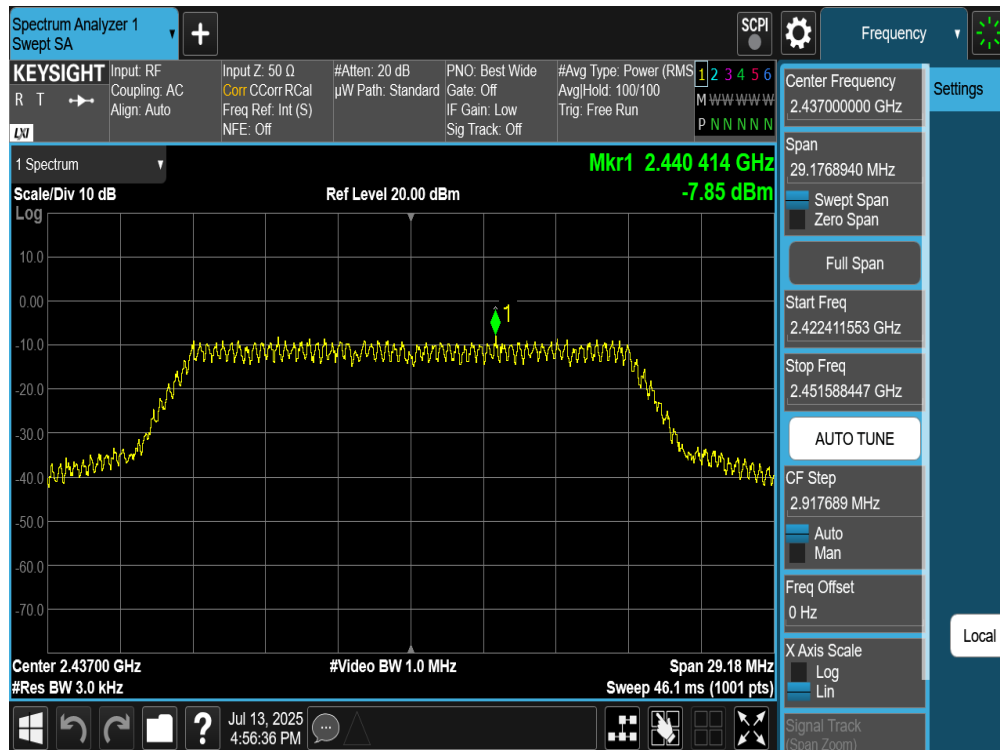 Spectrum Analyzer 1
Swept SA
+
SCPI
Frequency
KEYSIGHT
R T
LXI
Input: RF
Coupling: AC
Align: Auto
Input Z: 50 Ω
Corr CCorr RCal
Freq Ref: Int (S)
NFE: Off
#Atten: 20 dB
µW Path: Standard
PNO: Best Wide
Gate: Off
IF Gain: Low
Sig Track: Off
#Avg Type: Power (RMS
Avg|Hold: 100/100
Trig: Free Run
1 2 3 4 5 6
M W W W W W
P N N N N N
1 Spectrum
Mkr1 2.440 414 GHz
-7.85 dBm
Scale/Div 10 dB
Ref Level 20.00 dBm
Log
10.0
0.00
-10.0
-20.0
-30.0
-40.0
-50.0
-60.0
-70.0
1
Center 2.43700 GHz
#Video BW 1.0 MHz
Span 29.18 MHz
#Res BW 3.0 kHz
Sweep 46.1 ms (1001 pts)
Center Frequency
2.437000000 GHz
Span
29.1768940 MHz
Swept Span
Zero Span
Full Span
Start Freq
2.422411553 GHz
Stop Freq
2.451588447 GHz
AUTO TUNE
CF Step
2.917689 MHz
Auto
Man
Freq Offset
0 Hz
X Axis Scale
Log
Lin
Signal Track
(Span Zoom)
Settings
Local
?
Jul 13, 2025
4:56:36 PM